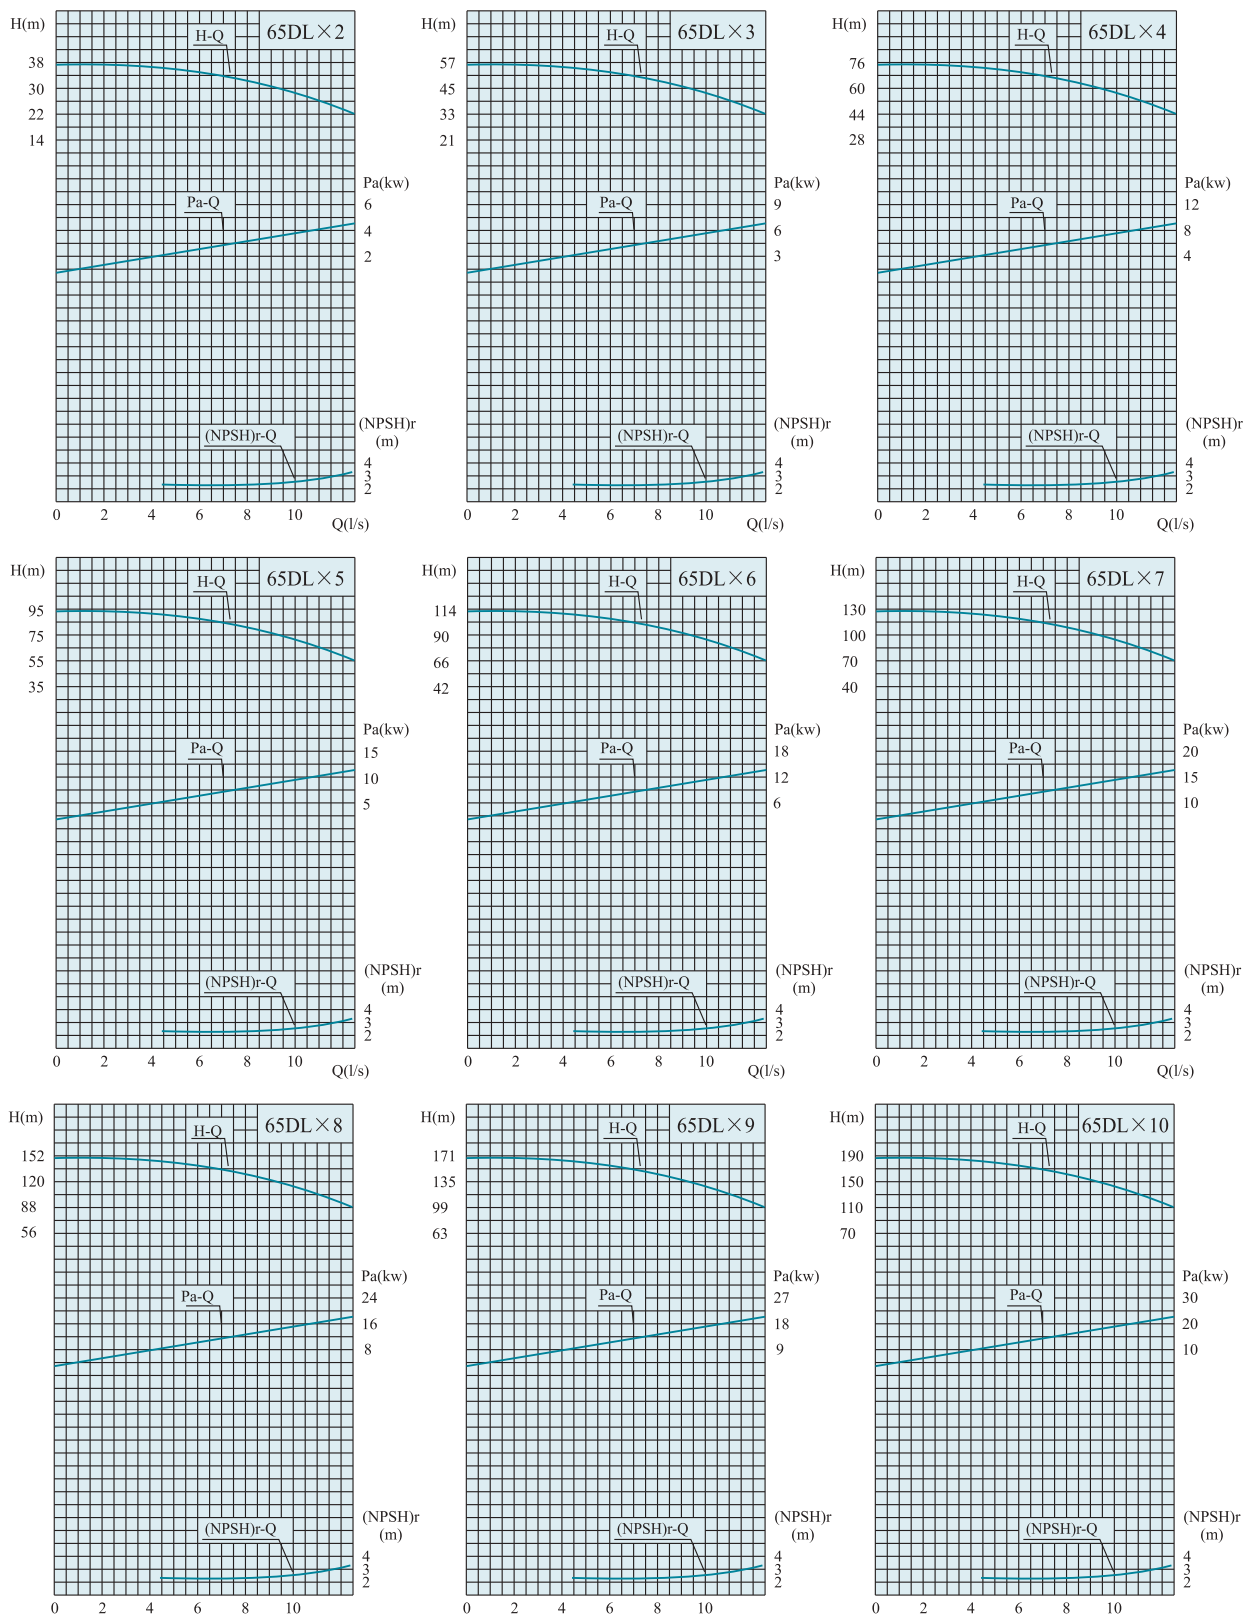 H(m)
65DL×2
H-Q
38
30
22
14
Pa(kw)
Pa-Q
6
4
2
(NPSH)r
(m)
(NPSH)r-Q
4
3
2
0 2 4 6 8 10
Q(l/s)
H(m)
65DL×3
H-Q
57
45
33
21
Pa(kw)
Pa-Q
9
6
3
(NPSH)r
(m)
(NPSH)r-Q
4
3
2
0 2 4 6 8 10
Q(l/s)
H(m)
65DL×4
H-Q
76
60
44
28
Pa(kw)
Pa-Q
12
8
4
(NPSH)r
(m)
(NPSH)r-Q
4
3
2
0 2 4 6 8 10
Q(l/s)
H(m)
65DL×5
H-Q
95
75
55
35
Pa(kw)
Pa-Q
15
10
5
(NPSH)r
(m)
(NPSH)r-Q
4
3
2
0 2 4 6 8 10
Q(l/s)
H(m)
65DL×6
H-Q
114
90
66
42
Pa(kw)
Pa-Q
18
12
6
(NPSH)r
(m)
(NPSH)r-Q
4
3
2
0 2 4 6 8 10
Q(l/s)
H(m)
65DL×7
H-Q
130
100
70
40
Pa(kw)
Pa-Q
20
15
10
(NPSH)r
(m)
(NPSH)r-Q
4
3
2
0 2 4 6 8 10
Q(l/s)
H(m)
65DL×8
H-Q
152
120
88
56
Pa(kw)
Pa-Q
24
16
8
(NPSH)r
(m)
(NPSH)r-Q
4
3
2
0 2 4 6 8 10
H(m)
65DL×9
H-Q
171
135
99
63
Pa(kw)
Pa-Q
27
18
9
(NPSH)r
(m)
(NPSH)r-Q
4
3
2
0 2 4 6 8 10
H(m)
65DL×10
H-Q
190
150
110
70
Pa(kw)
Pa-Q
30
20
10
(NPSH)r
(m)
(NPSH)r-Q
4
3
2
0 2 4 6 8 10